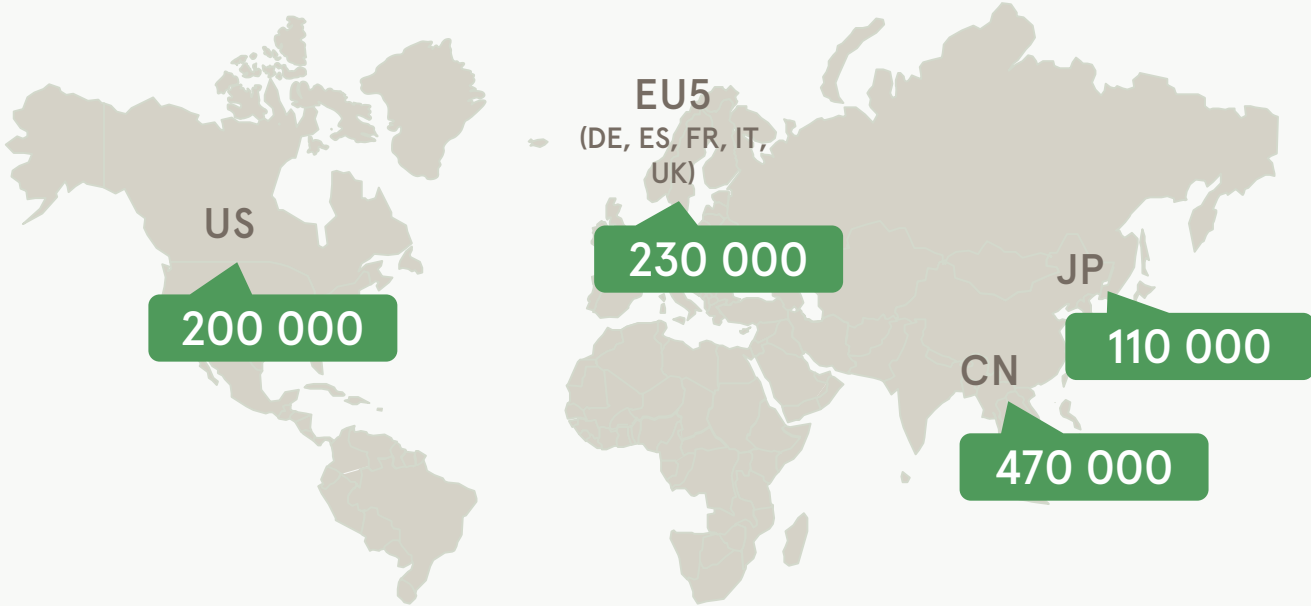 EU5
(DE, ES, FR, IT,
UK)
230 000
US
200 000
JP
110 000
CN
470 000